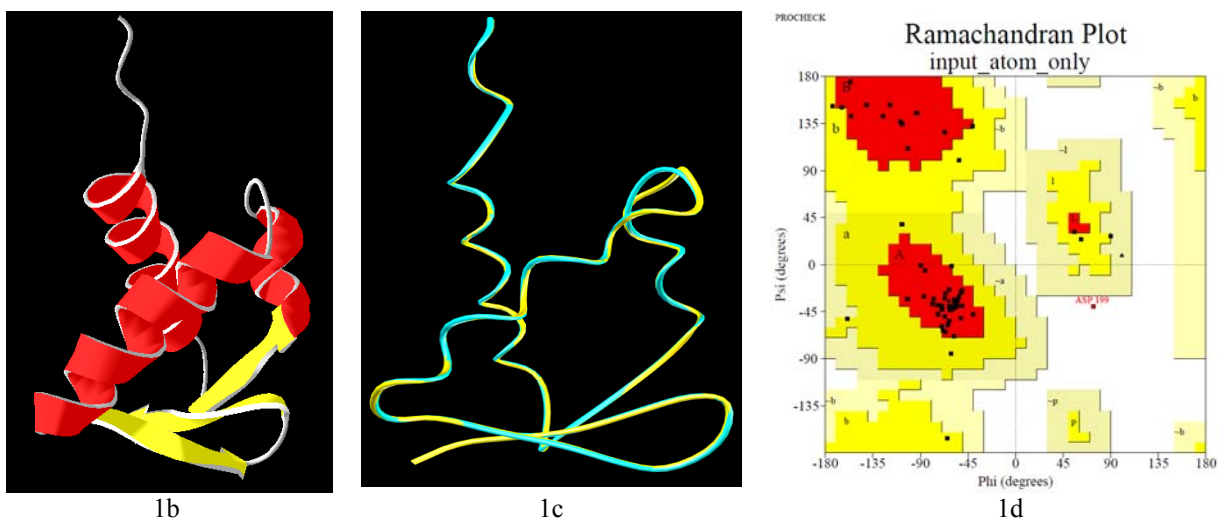 PROCHECK
Ramachandran Plot
input_atom_only
B
b
~b
~b
b
~l
l
L
a
A
~a
ASP 199
~b
b
~p
p
~b
180
135
90
45
0
-45
-90
-135
Psi (degrees)
-180 -135 -90 -45 0 45 90 135 180
Phi (degrees)
1b 1c 1d